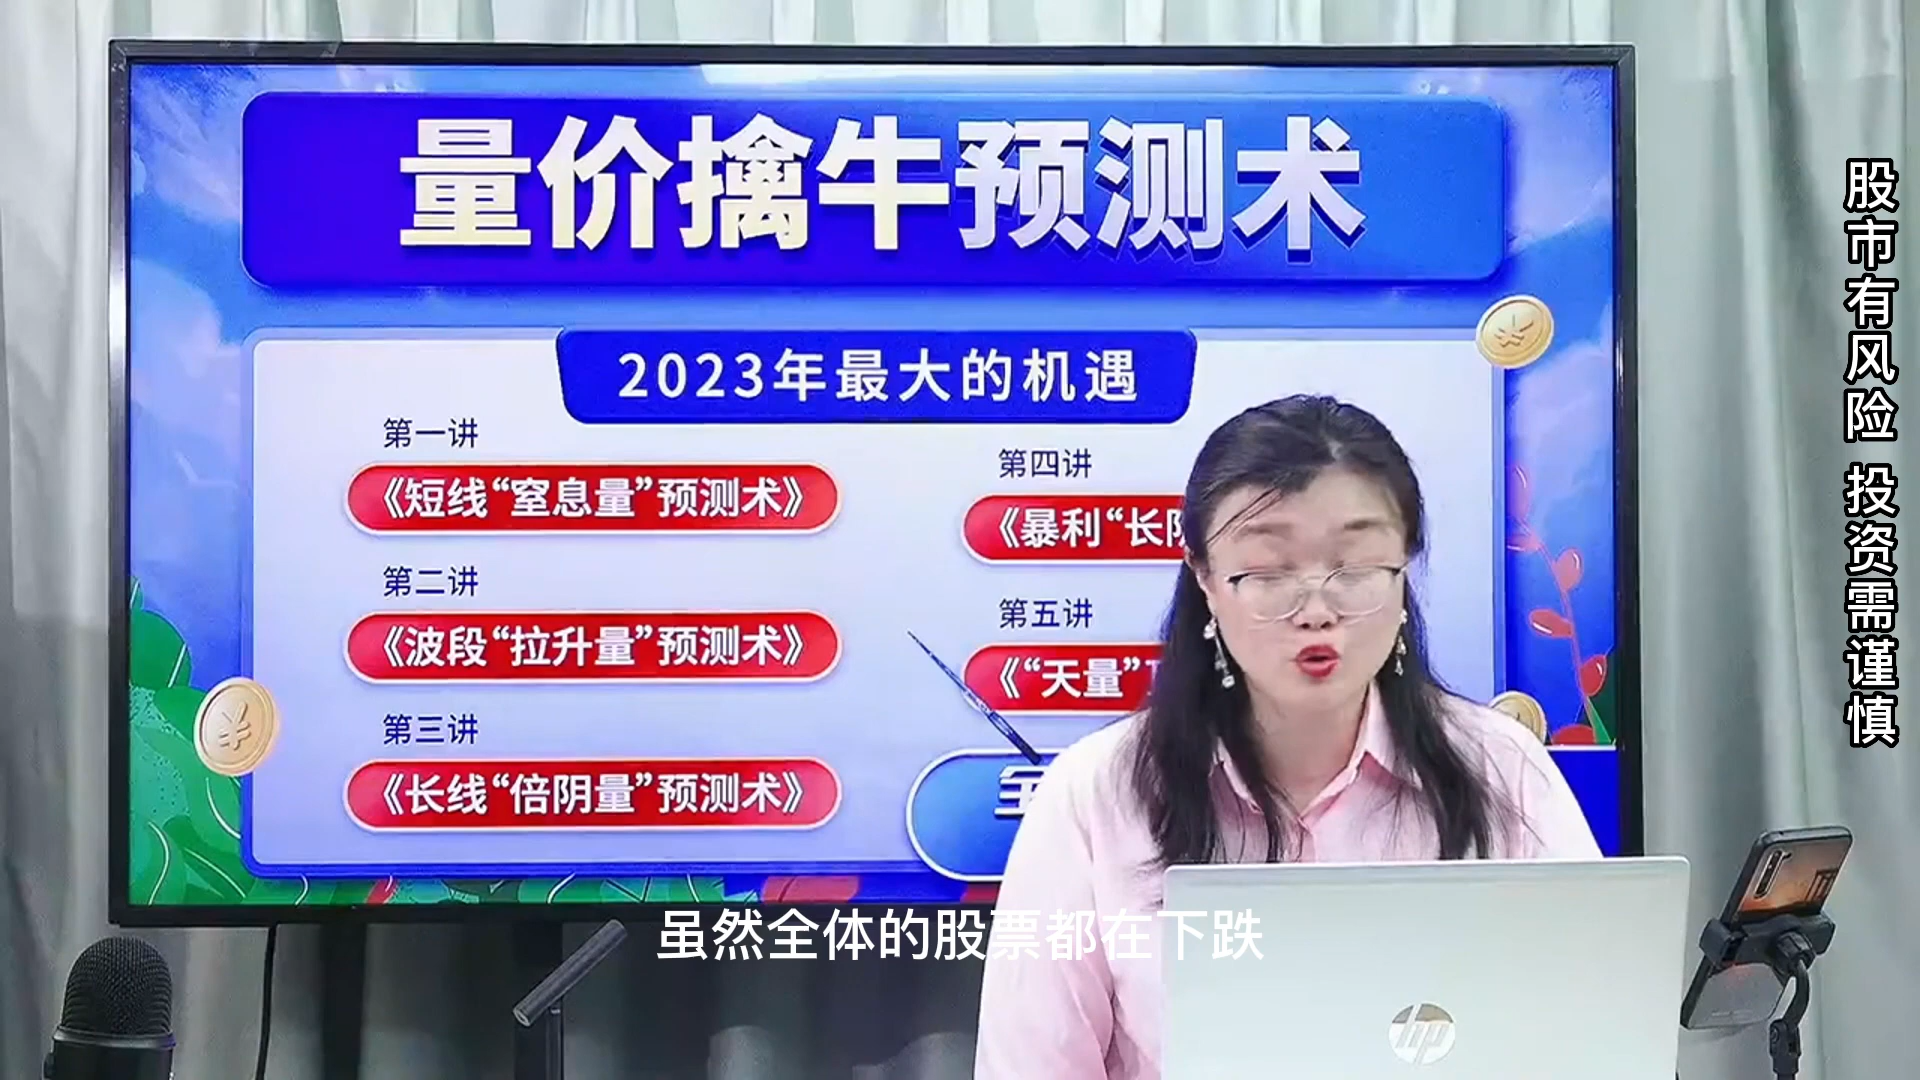 量价擒牛预测术
2023年最大的机遇
第一讲
《短线“窒息量”预测术》
第二讲
《波段“拉升量”预测术》
第三讲
《长线“倍阴量”预测术》
第四讲
《暴利“长阴
第五讲
《“天量”
虽然全体的股票都在下跌
股市有风险 投资需谨慎
hp